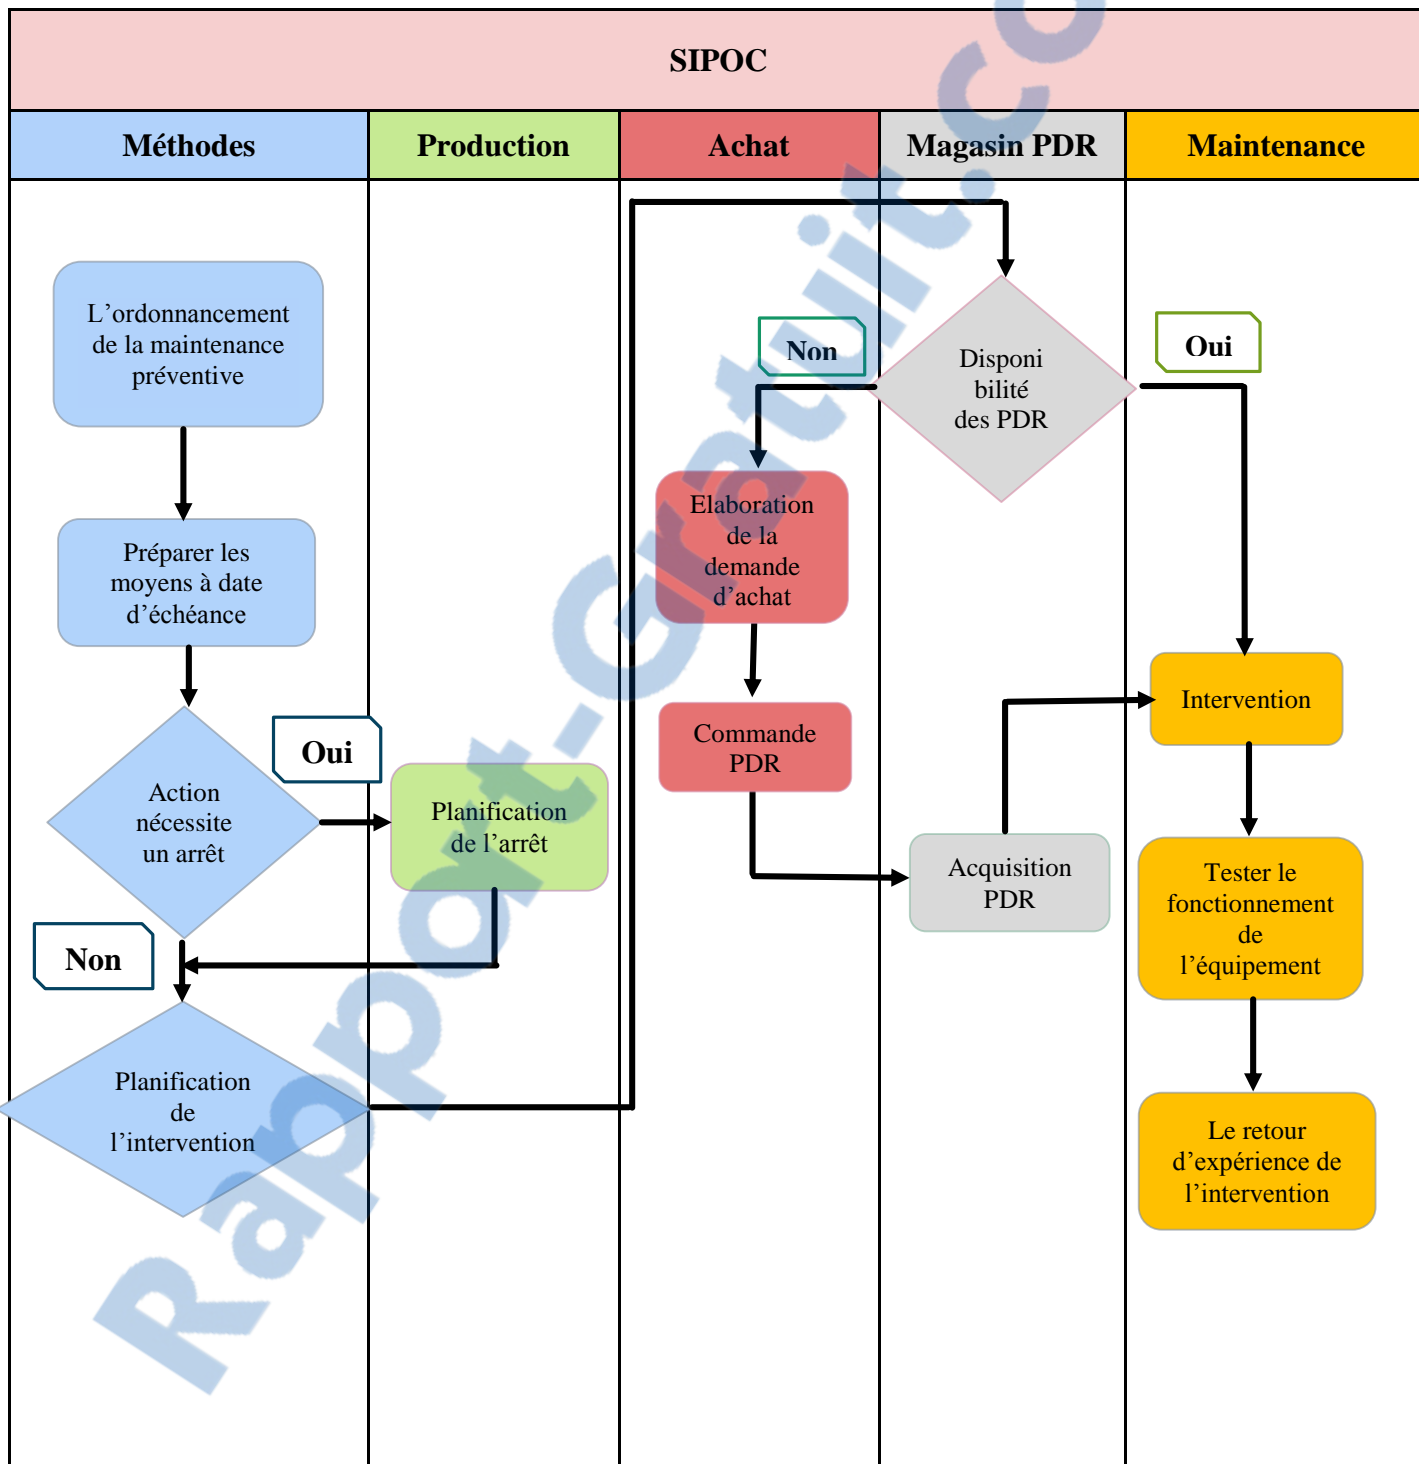 SIPOC
Méthodes
Production
Achat
Magasin PDR
Maintenance
L’ordonnancement
de la maintenance
préventive
Préparer les
moyens à date
d’échéance
Action
nécessite
un arrêt
Oui
Non
Planification
de
l’intervention
Planification
de l’arrêt
Non
Elaboration
de la
demande
d’achat
Commande
PDR
Disponi
bilité
des PDR
Acquisition
PDR
Oui
Intervention
Tester le
fonctionnement
de
l’équipement
Le retour
d’expérience de
l’intervention
Rapport-Gratuit.co